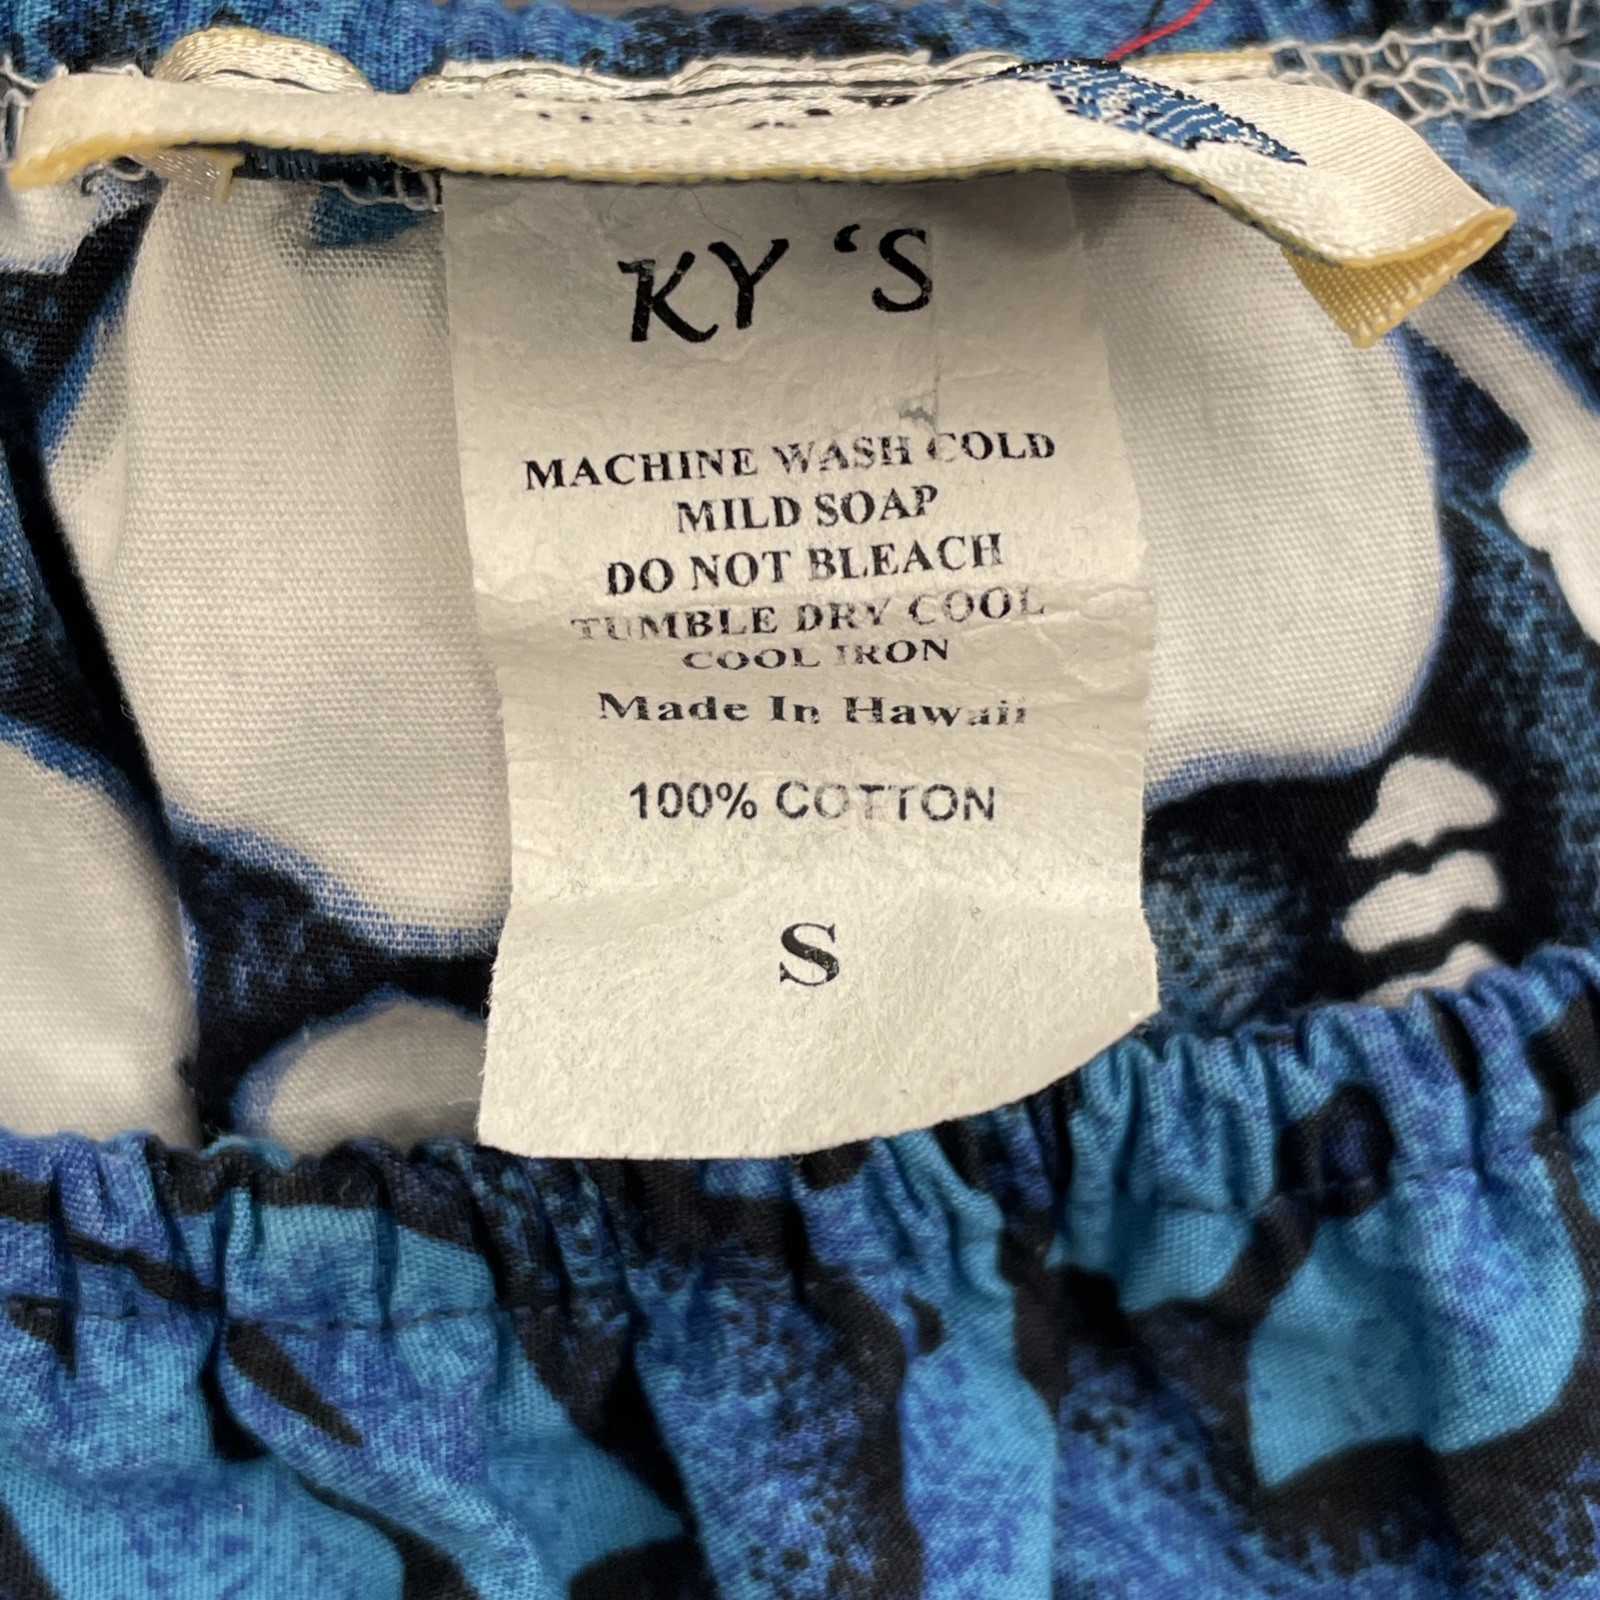 KY 'S
MACHINE WASH COLD
MILD SOAP
DO NOT BLEACH
TUMBLE DRY COOL
COOL IRON
Made In Hawaii
100% COTTON
S